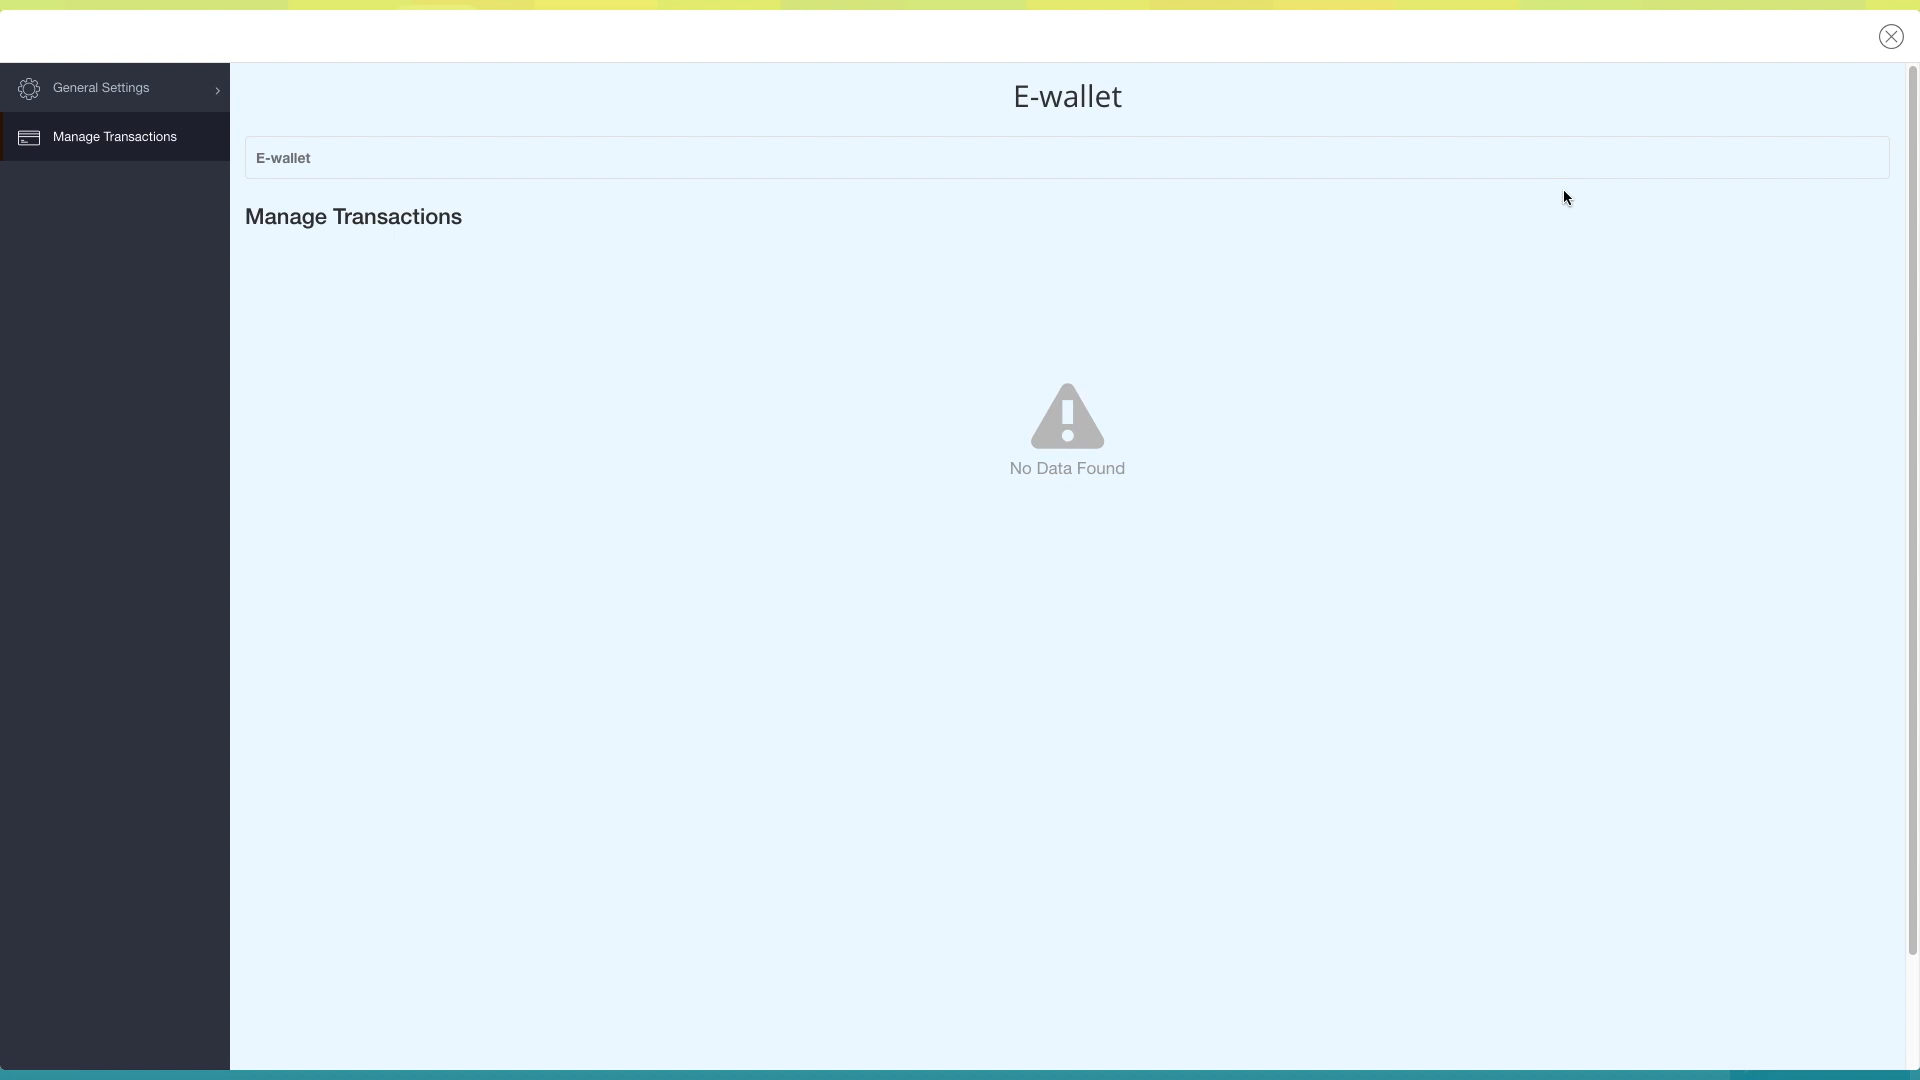 E-wallet
General Settings
Manage Transactions
E-wallet
Manage Transactions
No Data Found